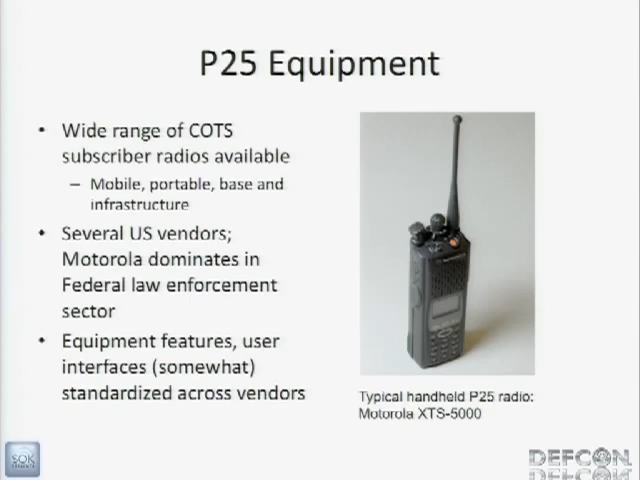 P25 Equipment
• Wide range of COTS
subscriber radios available
– Mobile, portable, base and
infrastructure
• Several US vendors;
Motorola dominates in
Federal law enforcement
sector
• Equipment features, user
interfaces (somewhat)
standardized across vendors
Typical handheld P25 radio:
Motorola XTS-5000
SOK
DEFCON